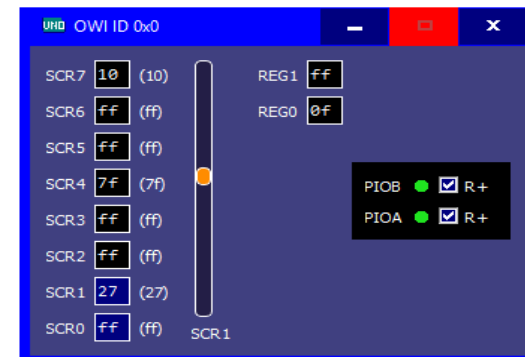 UNO OWI ID 0x0
SCR7 10 (10) REG1 ff
SCR6 ff (ff) REG0 0f
SCR5 ff (ff)
SCR4 7f (7f) PIOB R+
SCR3 ff (ff) PIOA R+
SCR2 ff (ff)
SCR1 27 (27)
SCR0 ff (ff) SCR1